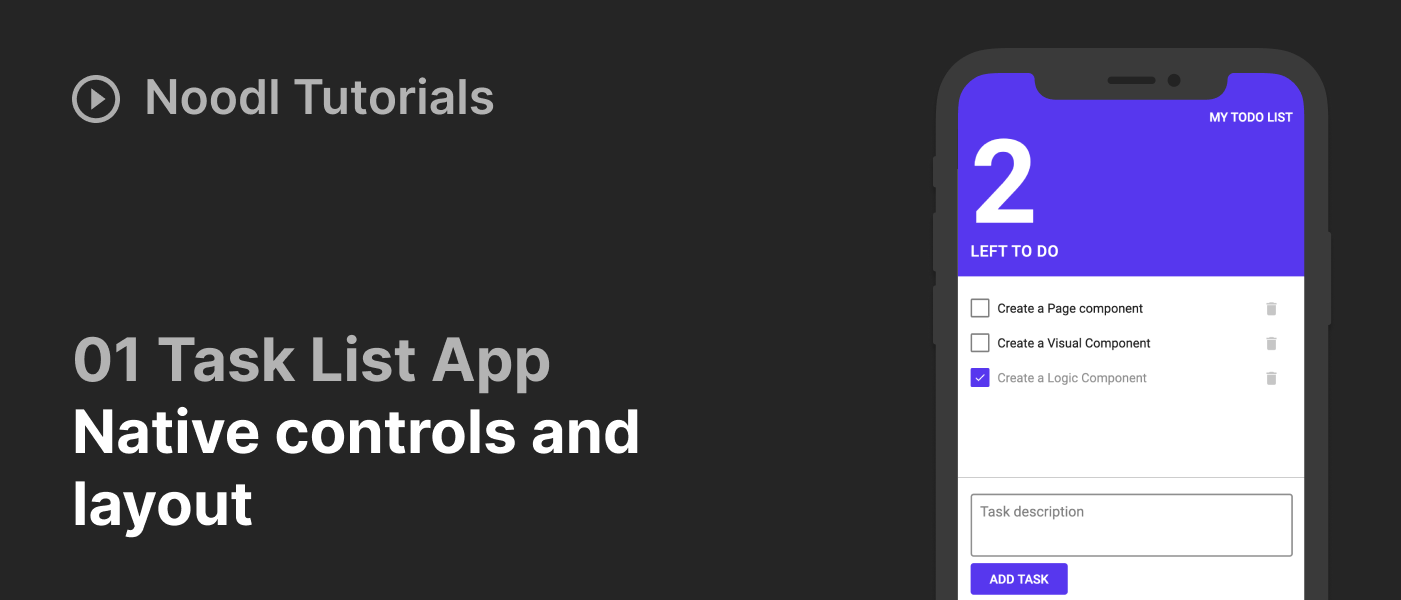 Noodl Tutorials
01 Task List App
Native controls and
layout
MY TODO LIST
2
LEFT TO DO
Create a Page component
Create a Visual Component
Create a Logic Component
Task description
ADD TASK